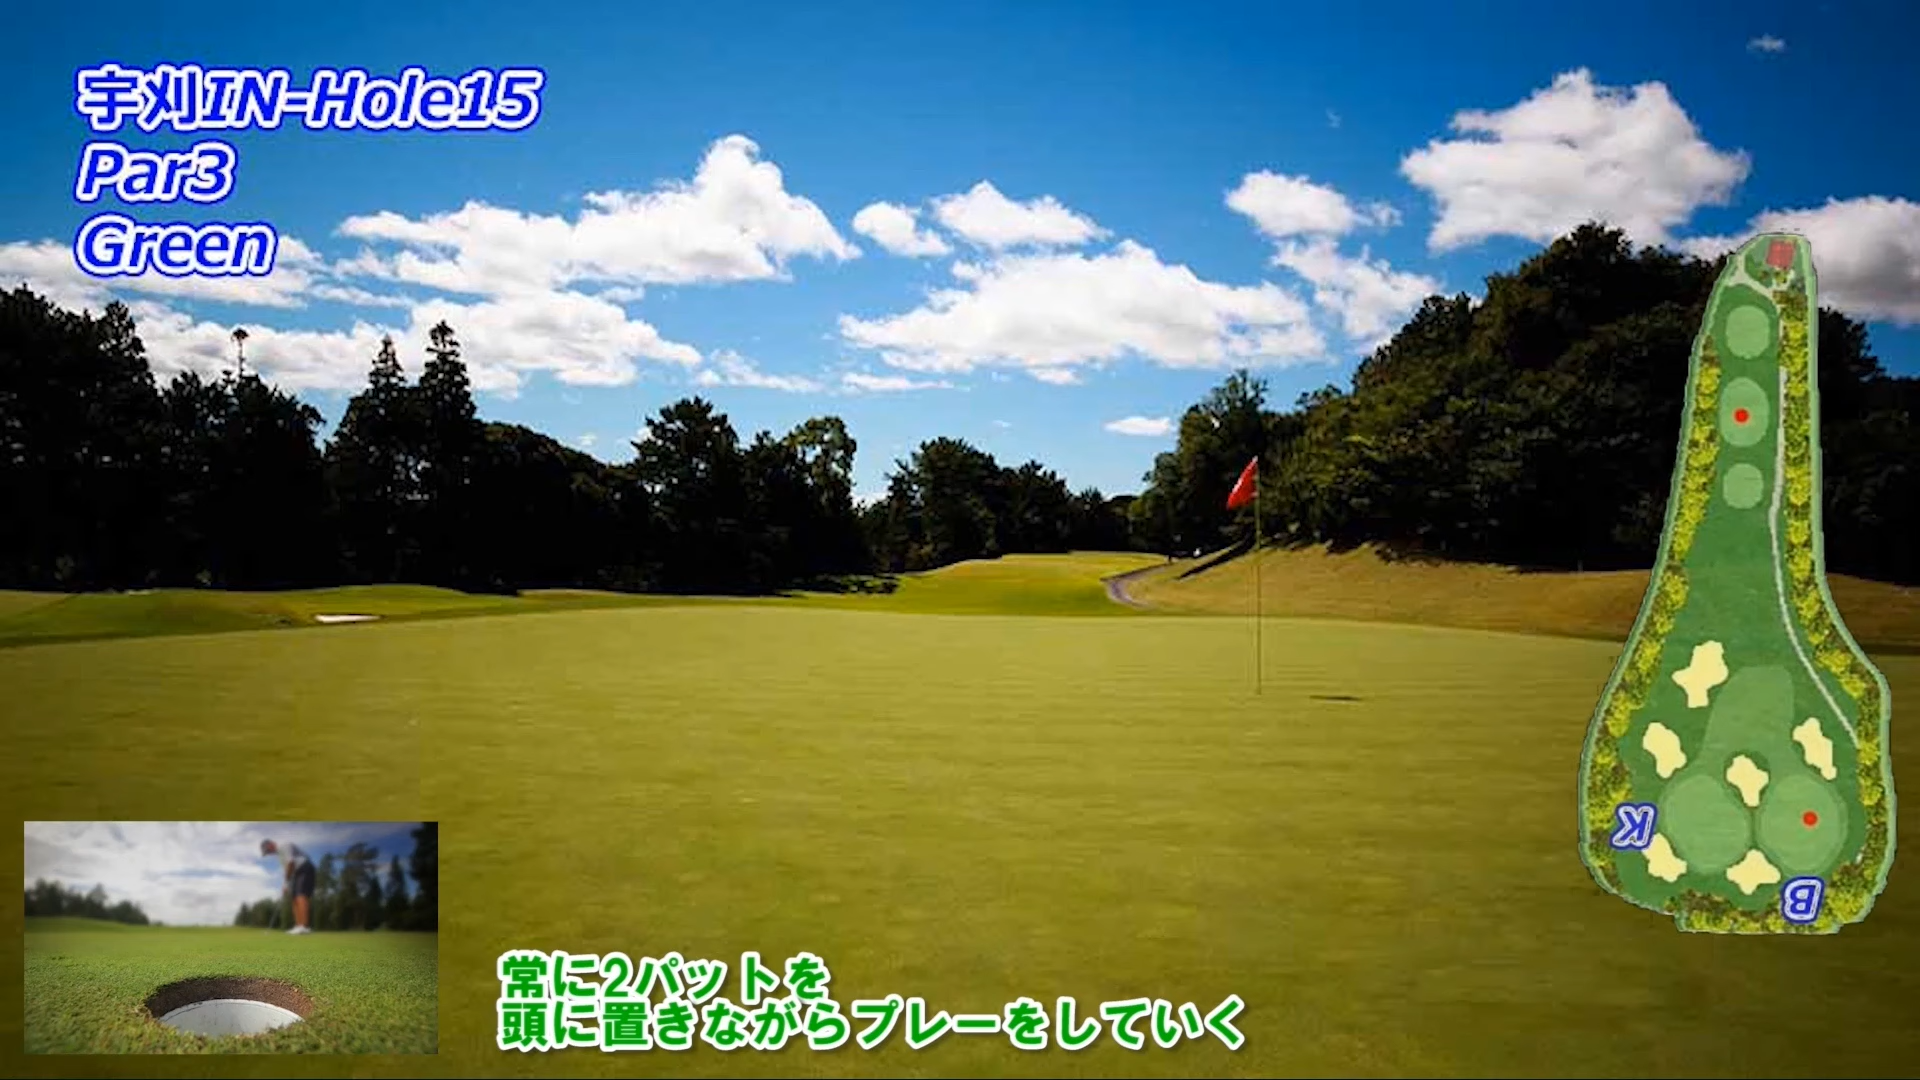 宇刈IN-Hole15
Par3
Green
K
B
常に2パットを
頭に置きながらプレーをしていく